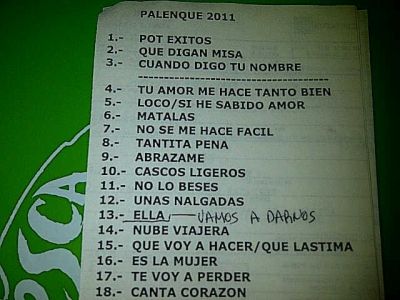 PALENQUE 2011
1.- POT EXITOS
2.- QUE DIGAN MISA
3.- CUANDO DIGO TU NOMBRE
------------------------------------
4.- TU AMOR ME HACE TANTO BIEN
5.- LOCO/SI HE SABIDO AMOR
6.- MATALAS
7.- NO SE ME HACE FACIL
8.- TANTITA PENA
9.- ABRAZAME
10.- CASCOS LIGEROS
11.- NO LO BESES
12.- UNAS NALGADAS
13.- ELLA — VAMOS A DARNOS
14.- NUBE VIAJERA
15.- QUE VOY A HACER/QUE LASTIMA
16.- ES LA MUJER
17.- TE VOY A PERDER
18.- CANTA CORAZON